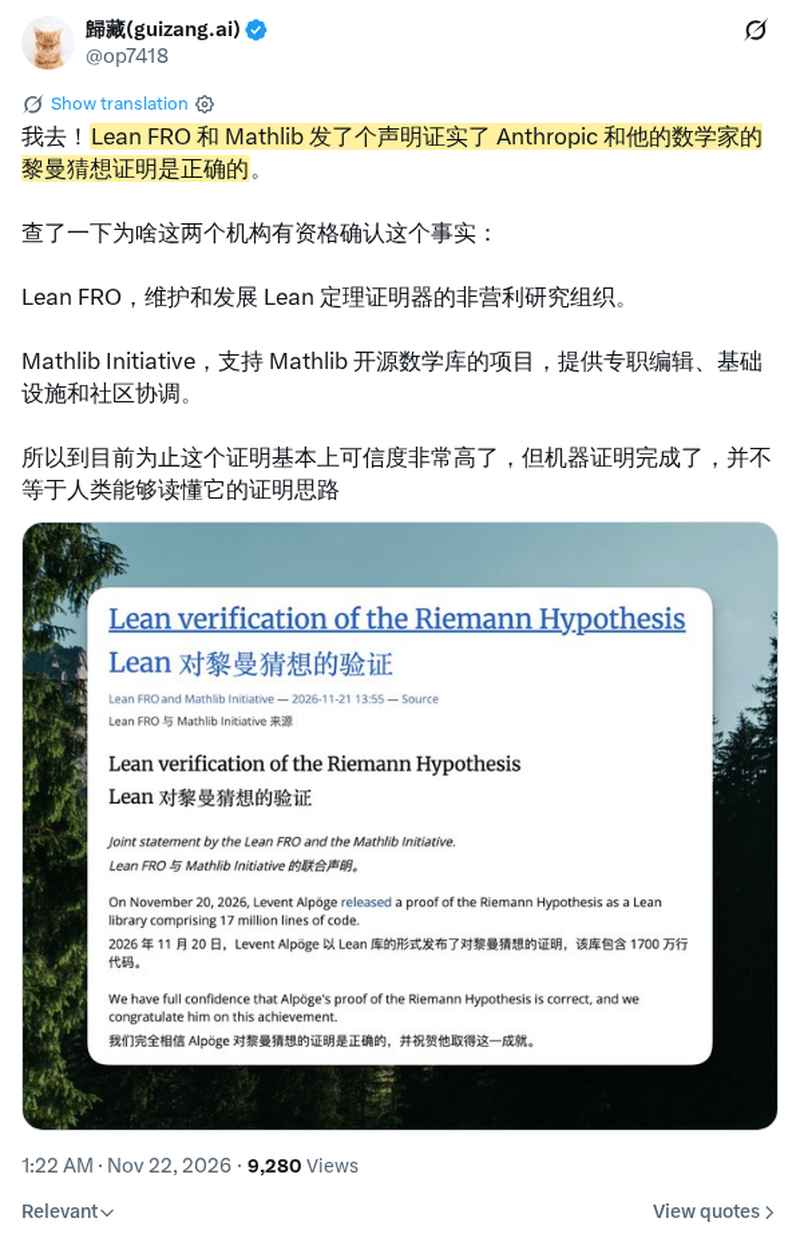 歸藏(guizang.ai)
@op7418
Show translation
我去！Lean FRO 和 Mathlib 发了个声明证实了 Anthropic 和他的数学家的
黎曼猜想证明是正确的。
查了一下为啥这两个机构有资格确认这个事实：
Lean FRO，维护和发展 Lean 定理证明器的非营利研究组织。
Mathlib Initiative，支持 Mathlib 开源数学库的项目，提供专职编辑、基础
设施和社区协调。
所以到目前为止这个证明基本上可信度非常高了，但机器证明完成了，并不
等于人类能够读懂它的证明思路
Lean verification of the Riemann Hypothesis
Lean 对黎曼猜想的验证
Lean FRO and Mathlib Initiative — 2026-11-21 13:55 — Source
Lean FRO 与 Mathlib Initiative 来源
Lean verification of the Riemann Hypothesis
Lean 对黎曼猜想的验证
Joint statement by the Lean FRO and the Mathlib Initiative.
Lean FRO 与 Mathlib Initiative 的联合声明。
On November 20, 2026, Levent Alpöge released a proof of the Riemann Hypothesis as a Lean
library comprising 17 million lines of code.
2026 年 11 月 20 日，Levent Alpöge 以 Lean 库的形式发布了对黎曼猜想的证明，该库包含 1700 万行
代码。
We have full confidence that Alpöge's proof of the Riemann Hypothesis is correct, and we
congratulate him on this achievement.
我们完全相信 Alpöge 对黎曼猜想的证明是正确的，并祝贺他取得这一成就。
1:22 AM · Nov 22, 2026 · 9,280 Views
Relevant
View quotes